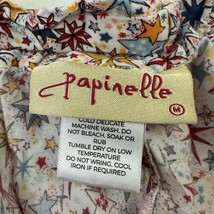 papinelle
M
COLD DELICATE
MACHINE WASH. DO
NOT BLEACH, SOAK OR
RUB
TUMBLE DRY ON LOW
TEMPERATURE
DO NOT WRING. COOL
IRON IF REQUIRED